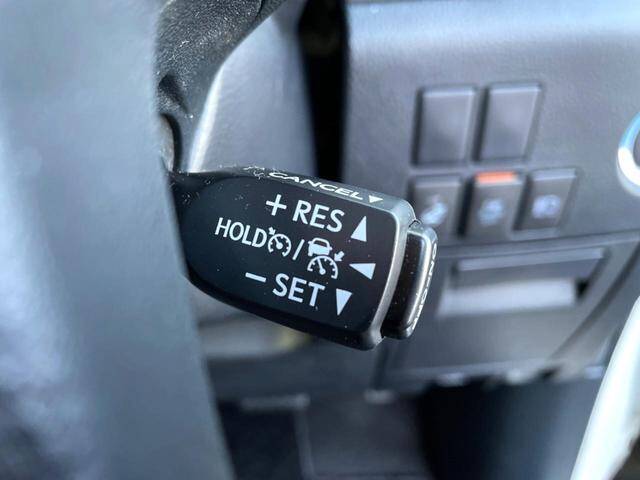 CANCEL▼
+ RES ▲
HOLD /
− SET ▼